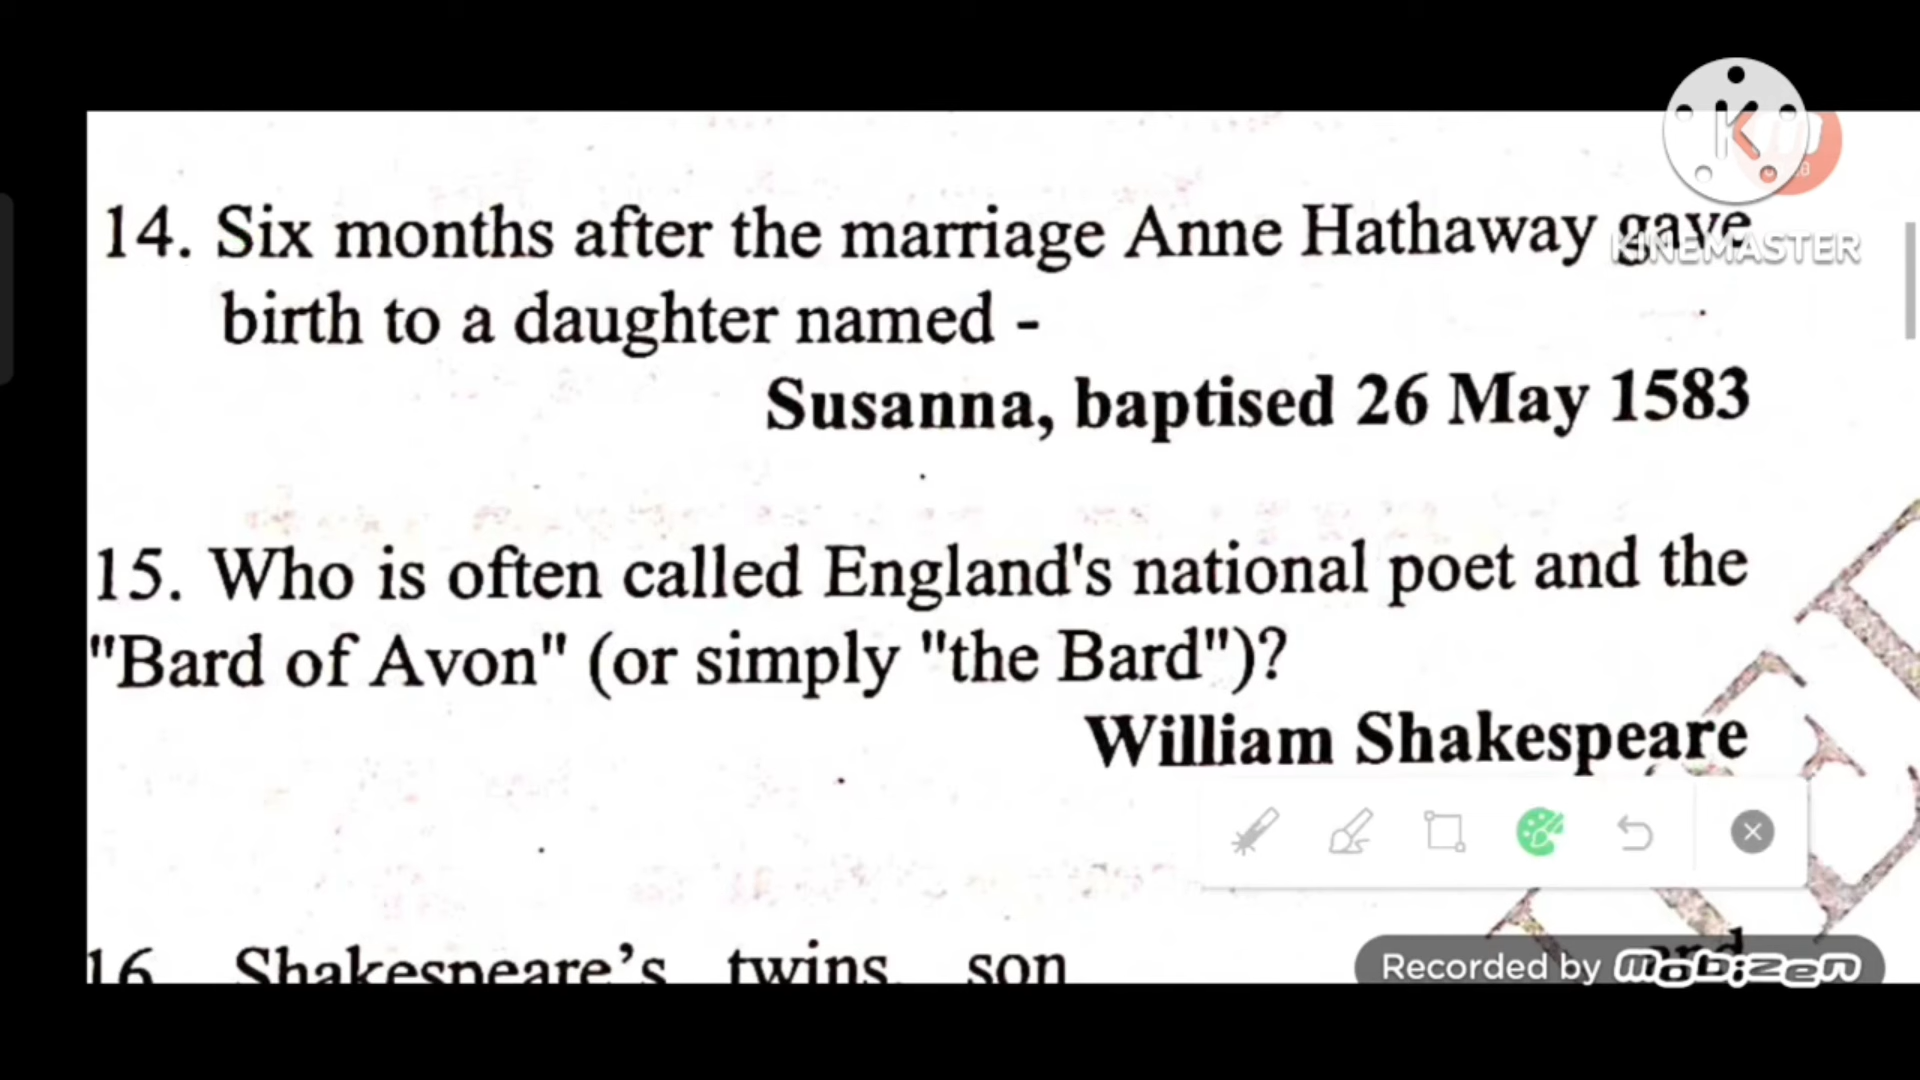 14. Six months after the marriage Anne Hathaway gave
KINEMASTER
birth to a daughter named -
Susanna, baptised 26 May 1583
15. Who is often called England's national poet and the
"Bard of Avon" (or simply "the Bard")?
William Shakespeare
16. Shakespeare's twins, son and
Recorded by mobizen